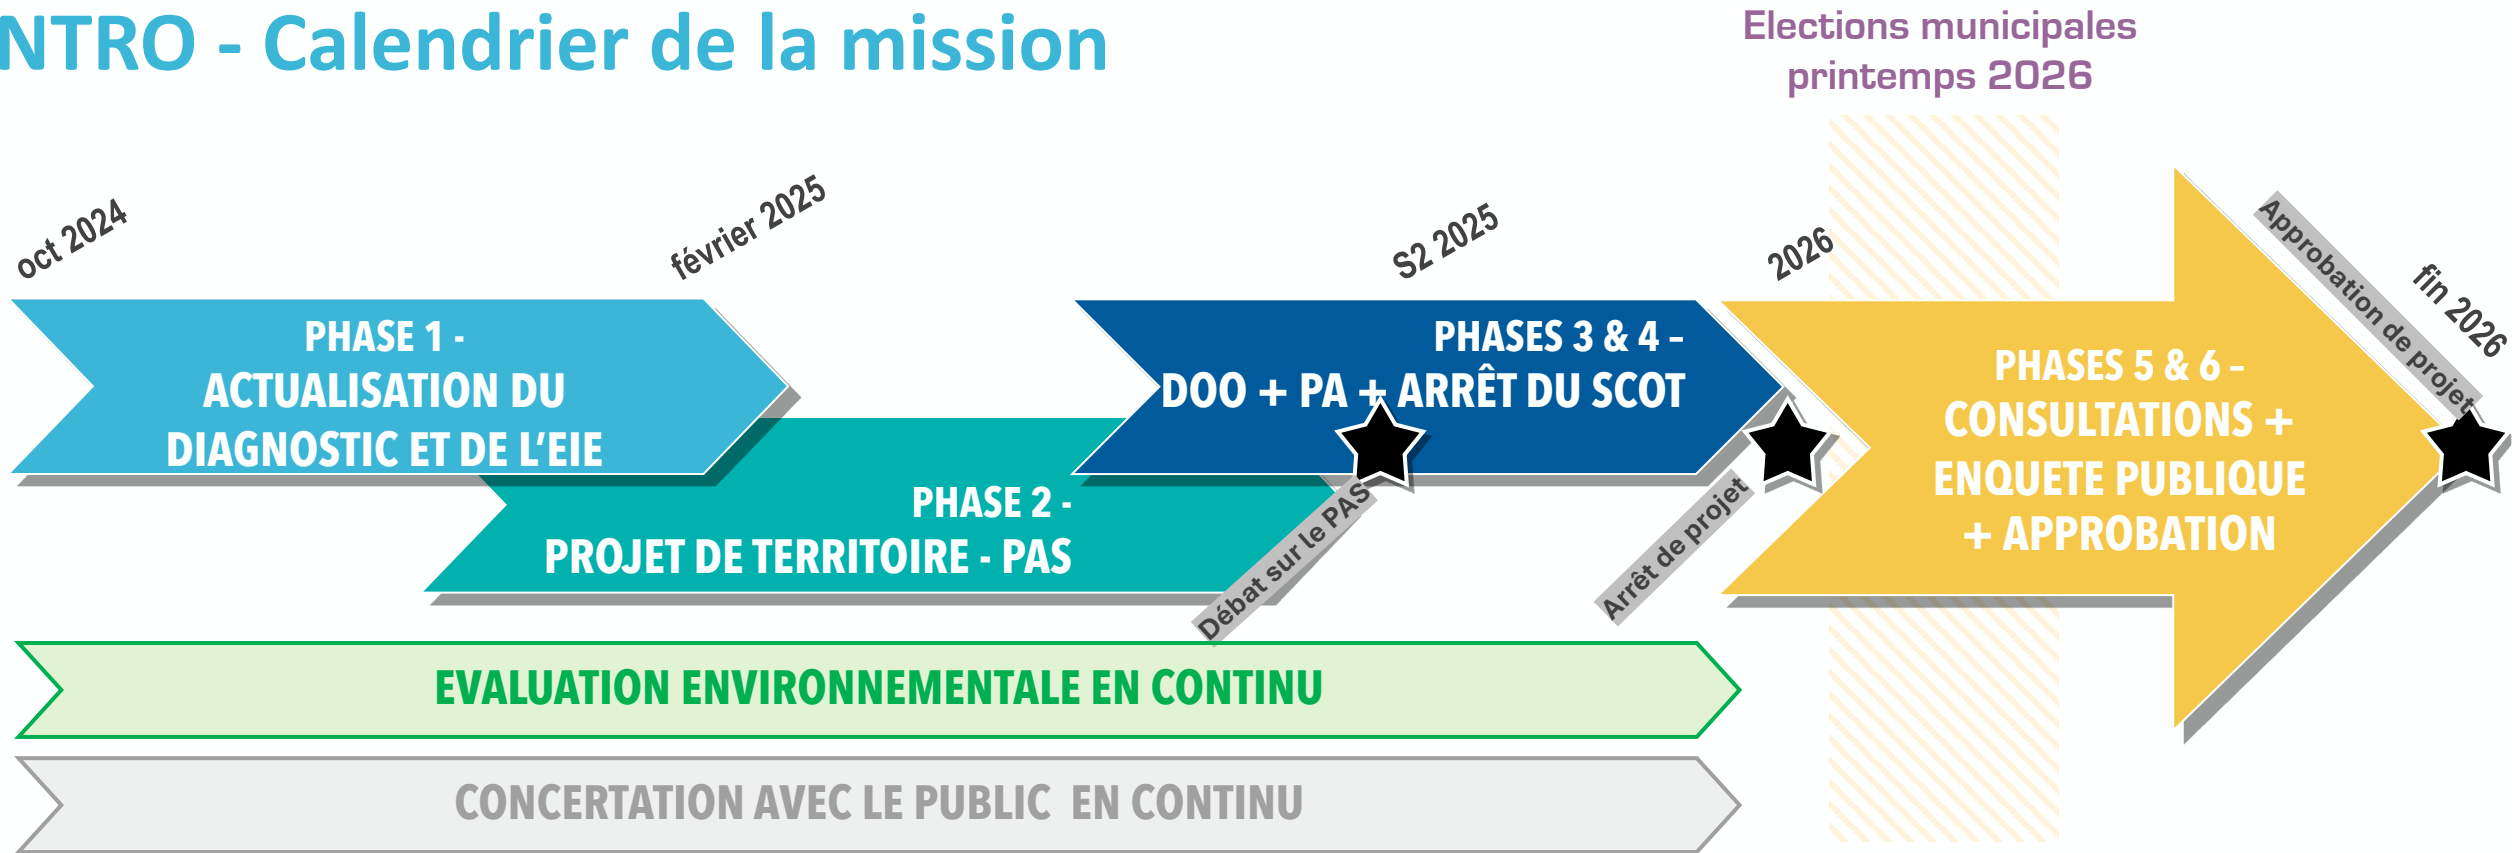 NTRO - Calendrier de la mission
Elections municipales
printemps 2026
oct 2024
février 2025
S2 2025
2026
fin 2026
PHASE 1 -
ACTUALISATION DU
DIAGNOSTIC ET DE L’EIE
PHASE 2 -
PROJET DE TERRITOIRE - PAS
Débat sur le PAS
PHASES 3 & 4 –
DOO + PA + ARRÊT DU SCOT
Arrêt de projet
PHASES 5 & 6 –
CONSULTATIONS +
ENQUETE PUBLIQUE
+ APPROBATION
Approbation de projet
EVALUATION ENVIRONNEMENTALE EN CONTINU
CONCERTATION AVEC LE PUBLIC  EN CONTINU